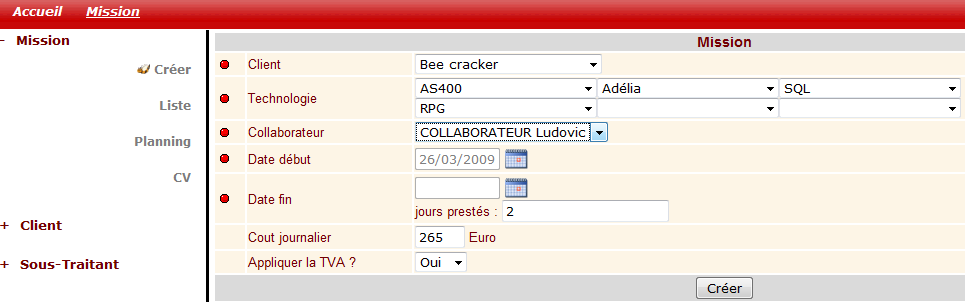 Accueil Mission
- Mission
Créer
Liste
Planning
CV
+ Client
+ Sous-Traitant
Mission
Client Bee cracker
Technologie AS400 Adélia SQL
RPG
Collaborateur COLLABORATEUR Ludovic
Date début 26/03/2009
Date fin
jours prestés : 2
Cout journalier 265 Euro
Appliquer la TVA ? Oui
Créer